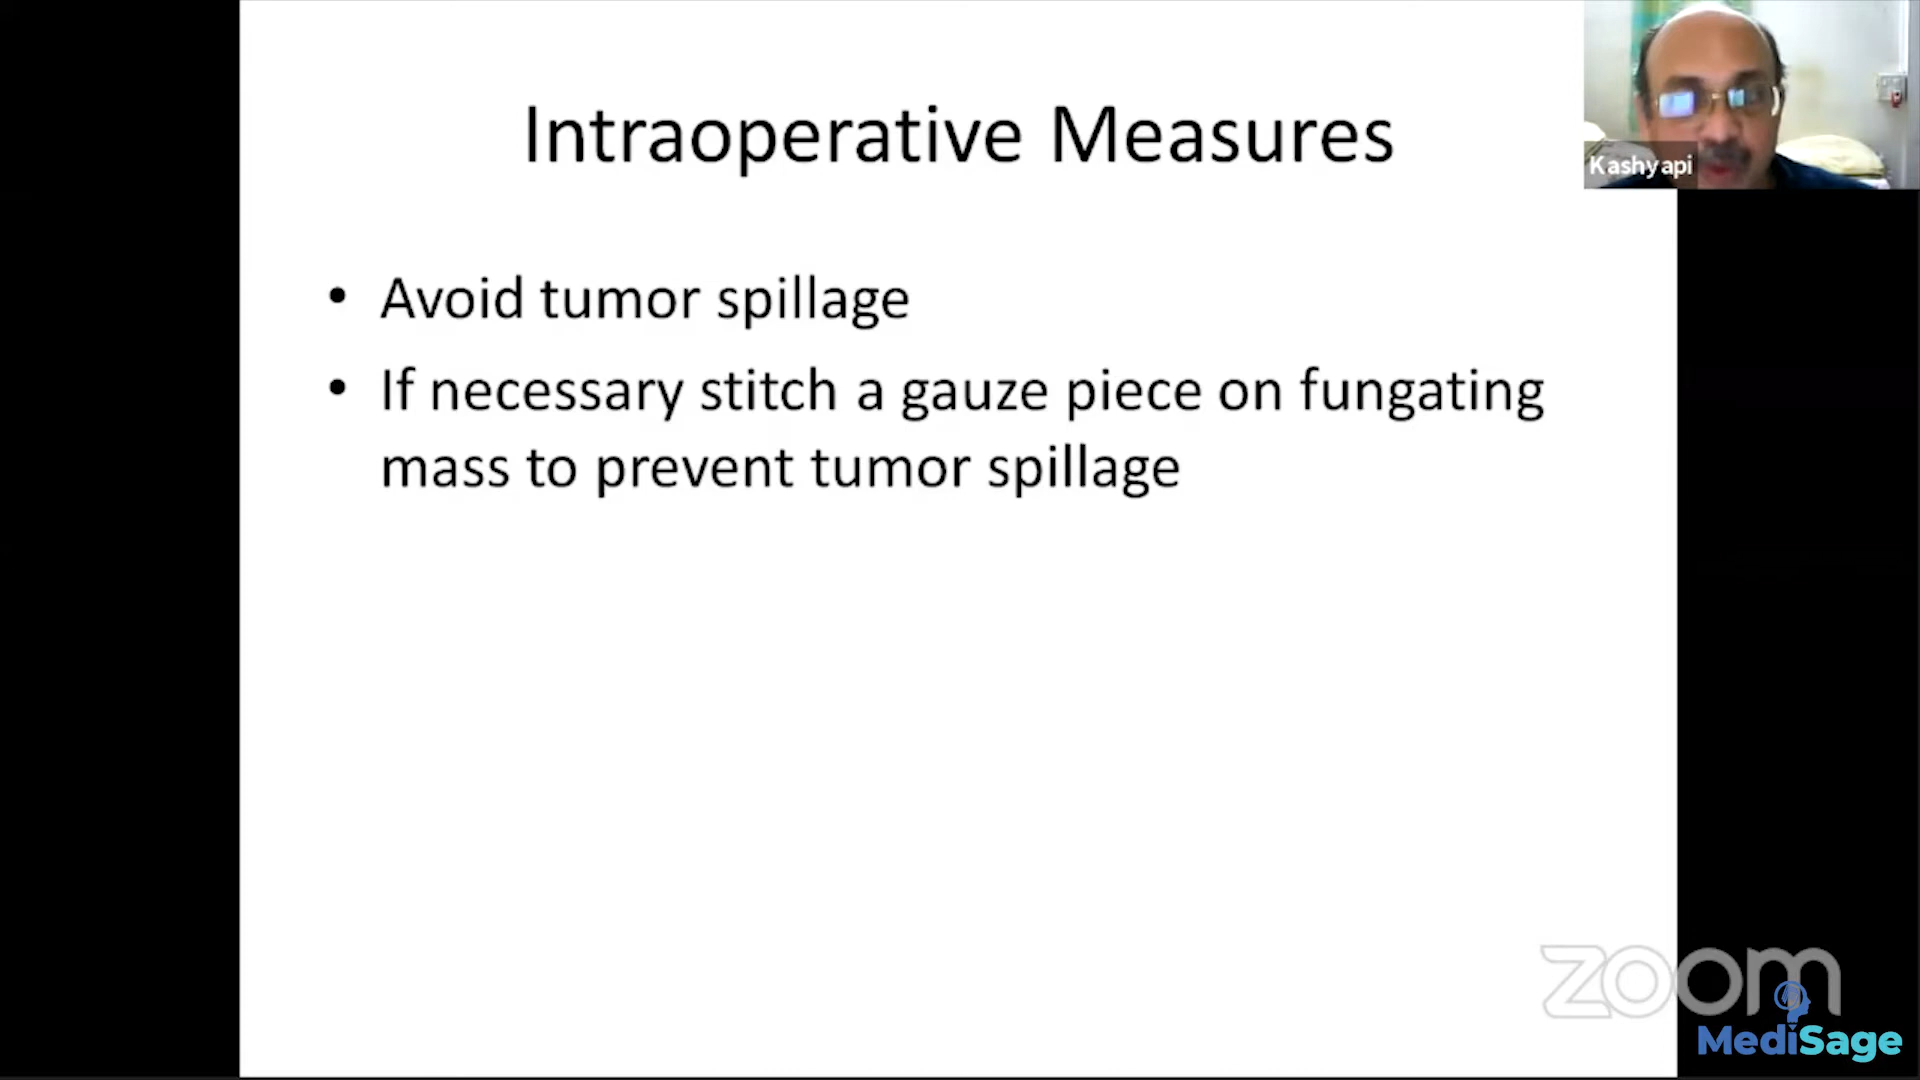 Intraoperative Measures
Kashyapi
• Avoid tumor spillage
• If necessary stitch a gauze piece on fungating
mass to prevent tumor spillage
zoom
MediSage